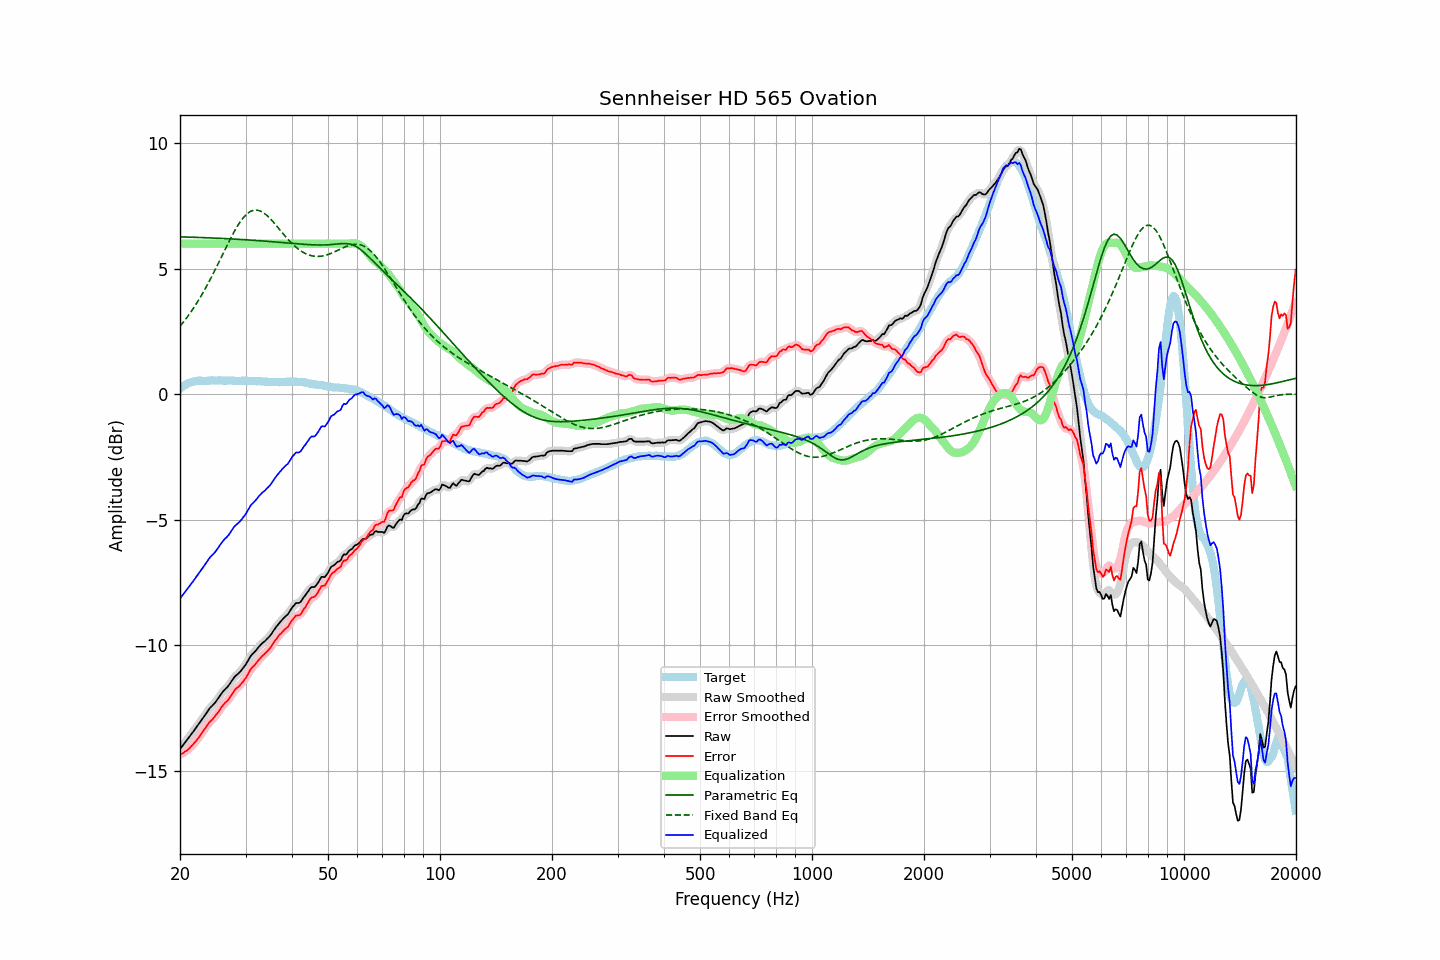 Sennheiser HD 565 Ovation
10
5
0
−5
−10
−15
Amplitude (dBr)
Target
Raw Smoothed
Error Smoothed
Raw
Error
Equalization
Parametric Eq
Fixed Band Eq
Equalized
20 50 100 200 500 1000 2000 5000 10000 20000
Frequency (Hz)